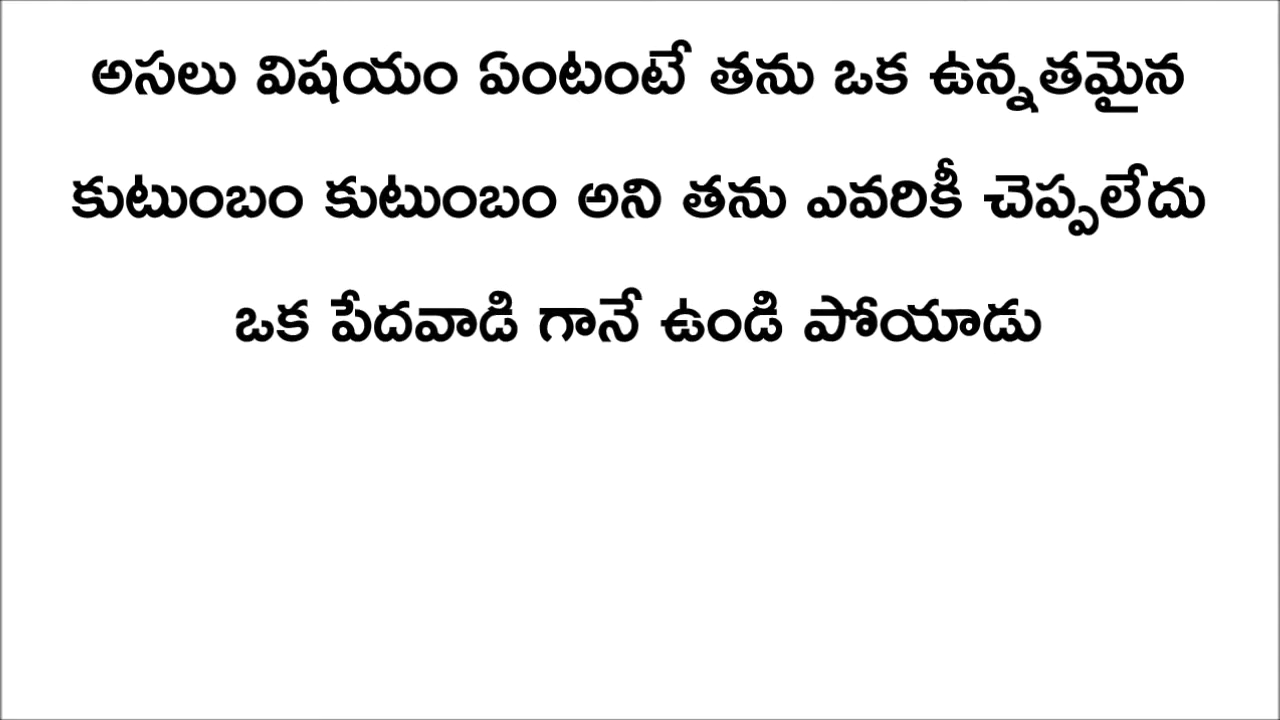 అసలు విషయం ఏంటంటే తను ఒక ఉన్నతమైన
కుటుంబం కుటుంబం అని తను ఎవరికీ చెప్పలేదు
ఒక పేదవాడి గానే ఉండి పోయాడు